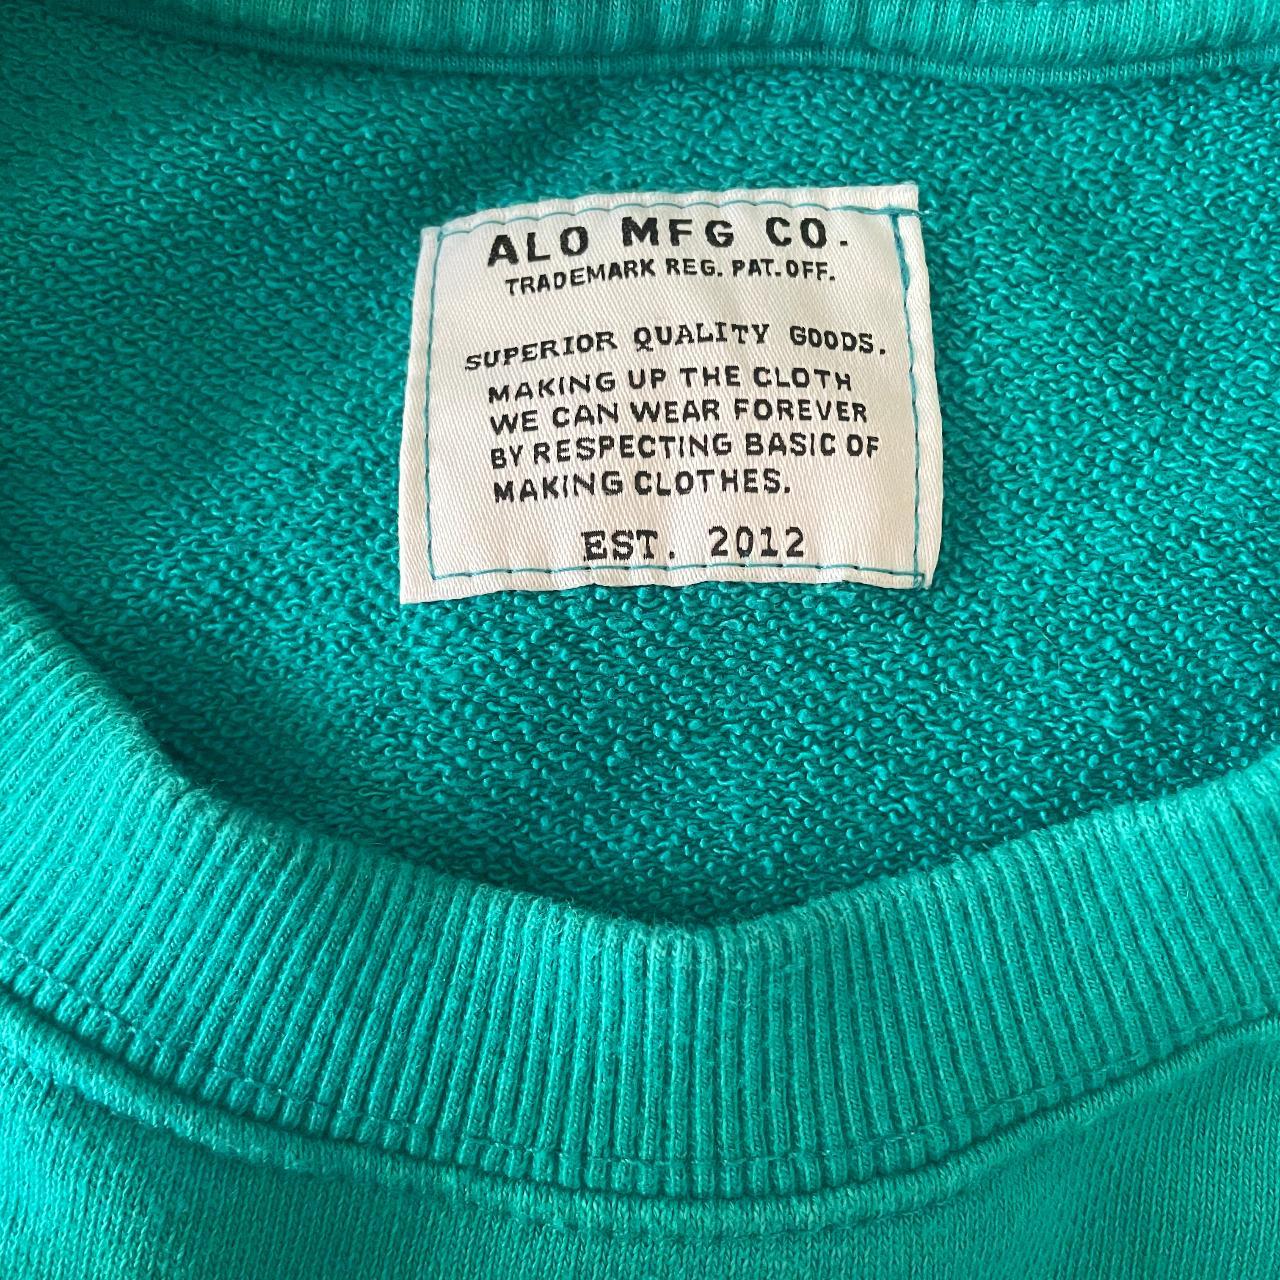 ALO MFG CO.
TRADEMARK REG. PAT. OFF.
SUPERIOR QUALITY GOODS.
MAKING UP THE CLOTH
WE CAN WEAR FOREVER
BY RESPECTING BASIC OF
MAKING CLOTHES.
EST. 2012